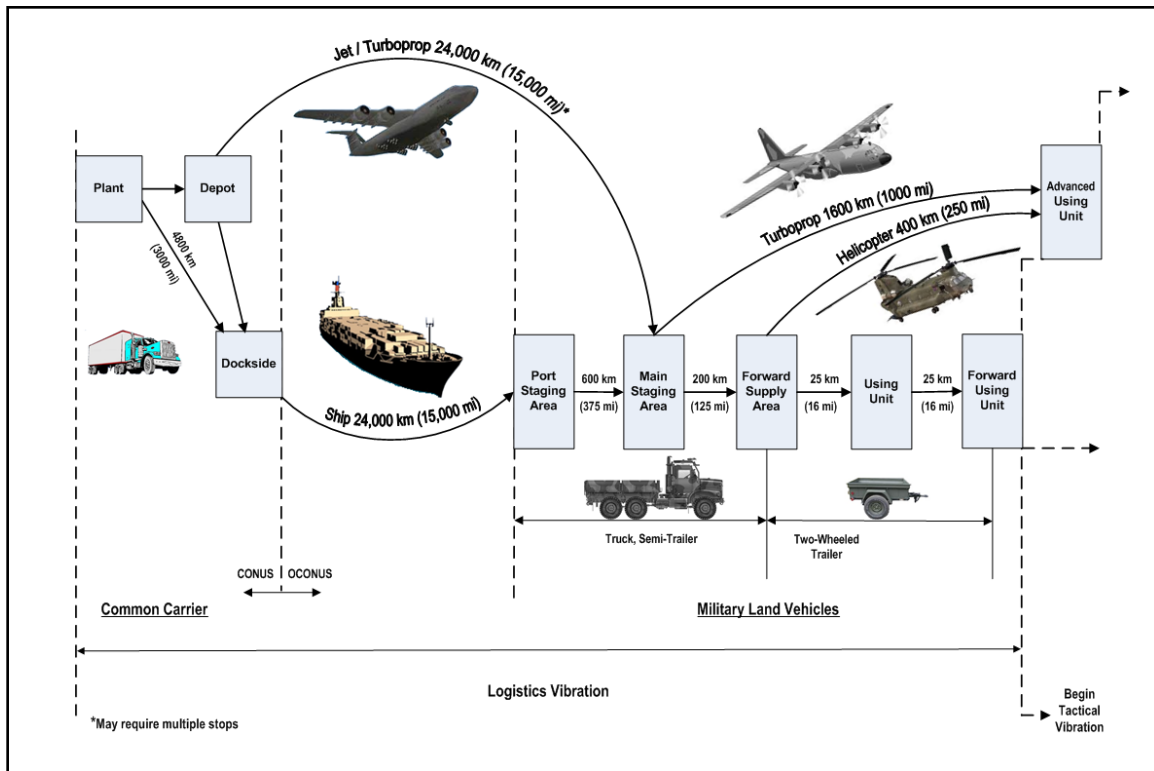 Jet / Turboprop 24,000 km (15,000 mi)*
Plant
Depot
4800 km
(3000 mi)
Dockside
Ship 24,000 km (15,000 mi)
Turboprop 1600 km (1000 mi)
Helicopter 400 km (250 mi)
Advanced
Using
Unit
Port
Staging
Area
600 km
(375 mi)
Main
Staging
Area
200 km
(125 mi)
Forward
Supply
Area
25 km
(16 mi)
Using
Unit
25 km
(16 mi)
Forward
Using
Unit
Truck, Semi-Trailer
Two-Wheeled
Trailer
CONUS
OCONUS
Common Carrier
Military Land Vehicles
Logistics Vibration
*May require multiple stops
Begin
Tactical
Vibration